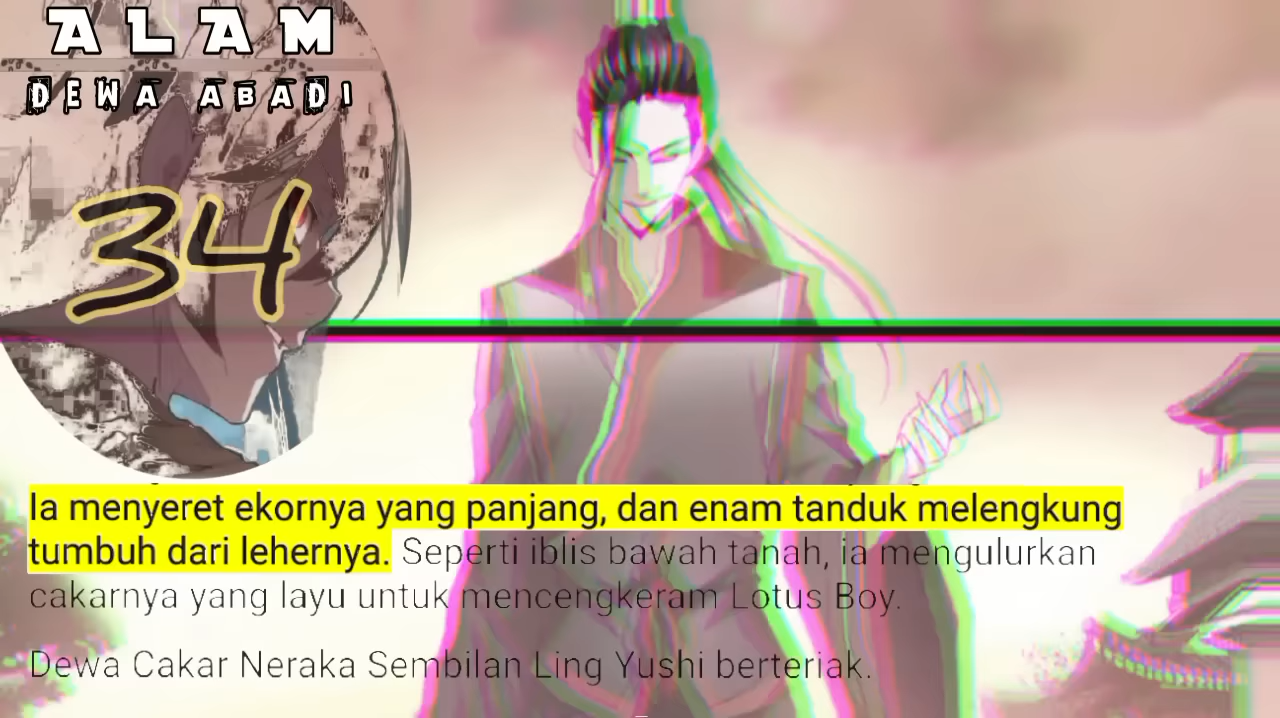 ALAM
DEWA ABADI
34
Ia menyeret ekornya yang panjang, dan enam tanduk melengkung
tumbuh dari lehernya. Seperti iblis bawah tanah, ia mengulurkan
cakarnya yang layu untuk mencengkeram Lotus Boy.
Dewa Cakar Neraka Sembilan Ling Yushi berteriak.